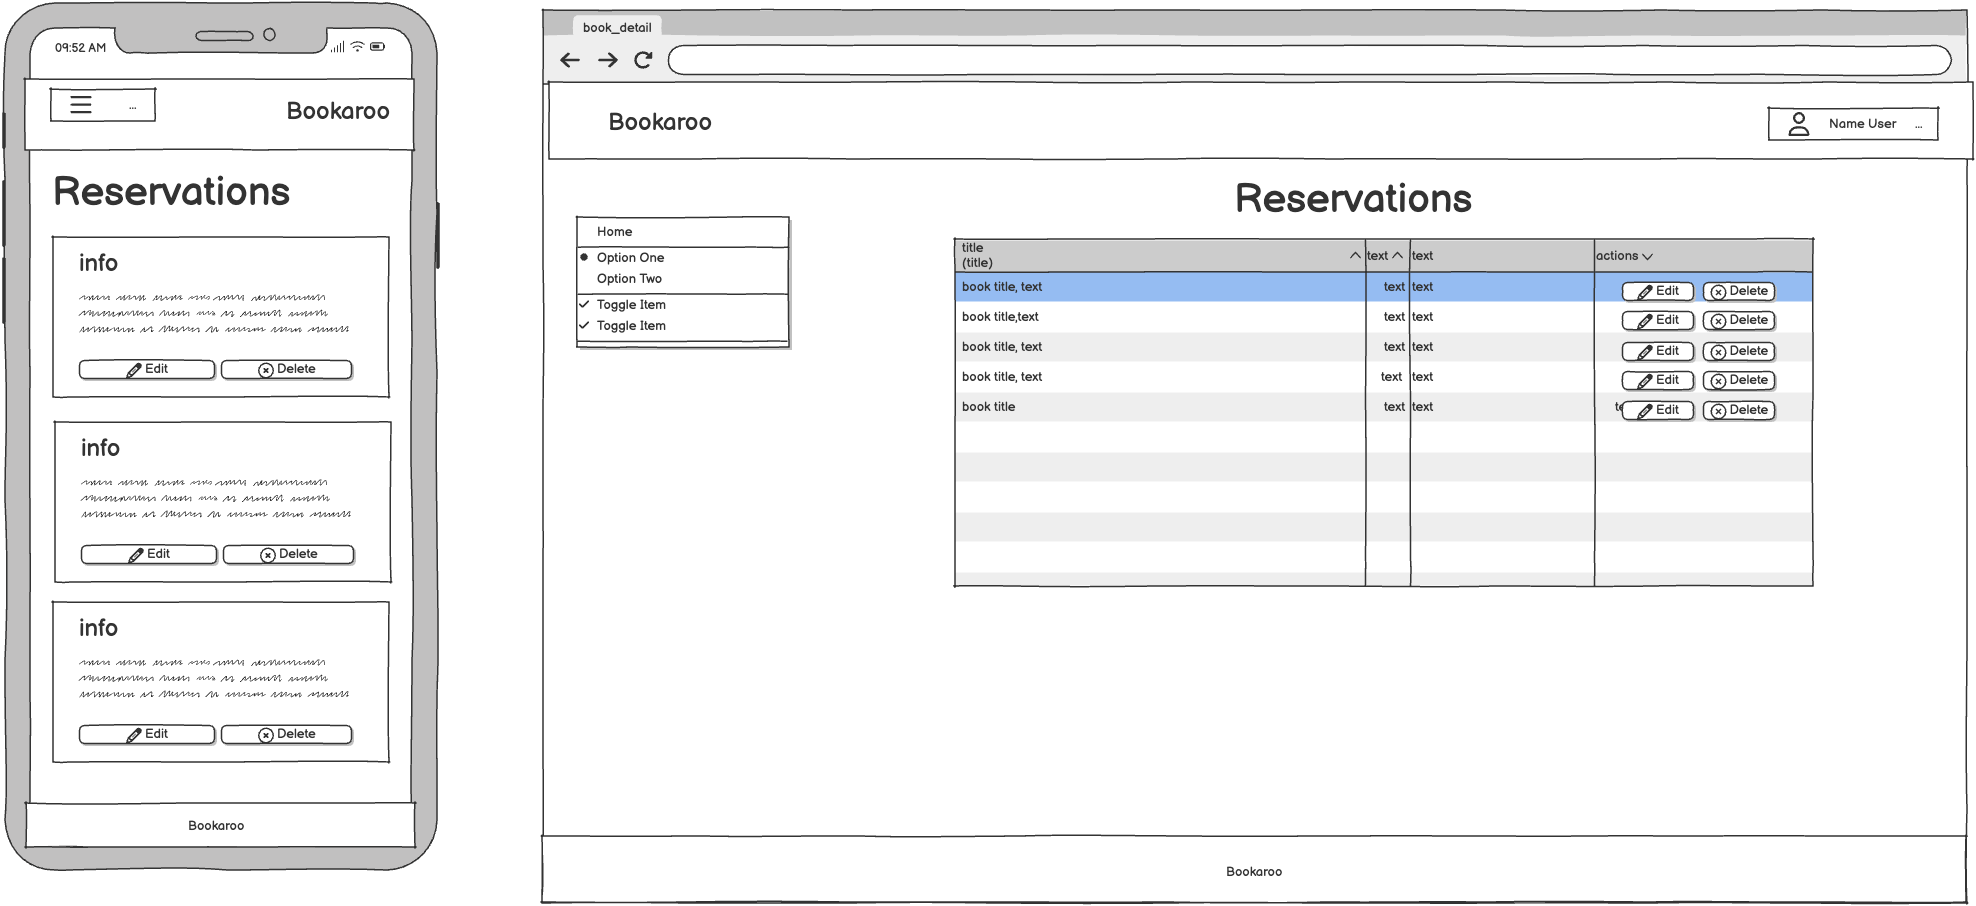 09:52 AM
...
Bookaroo
Reservations
info
Edit
Delete
info
Edit
Delete
info
Edit
Delete
Bookaroo
book_detail
Bookaroo
Name User ...
Home
Option One
Option Two
Toggle Item
Toggle Item
Reservations
title
(title)
text
text
actions
book title, text
text
text
Edit
Delete
book title,text
text
text
Edit
Delete
book title, text
text
text
Edit
Delete
book title, text
text
text
Edit
Delete
book title
text
text
Edit
Delete
Bookaroo